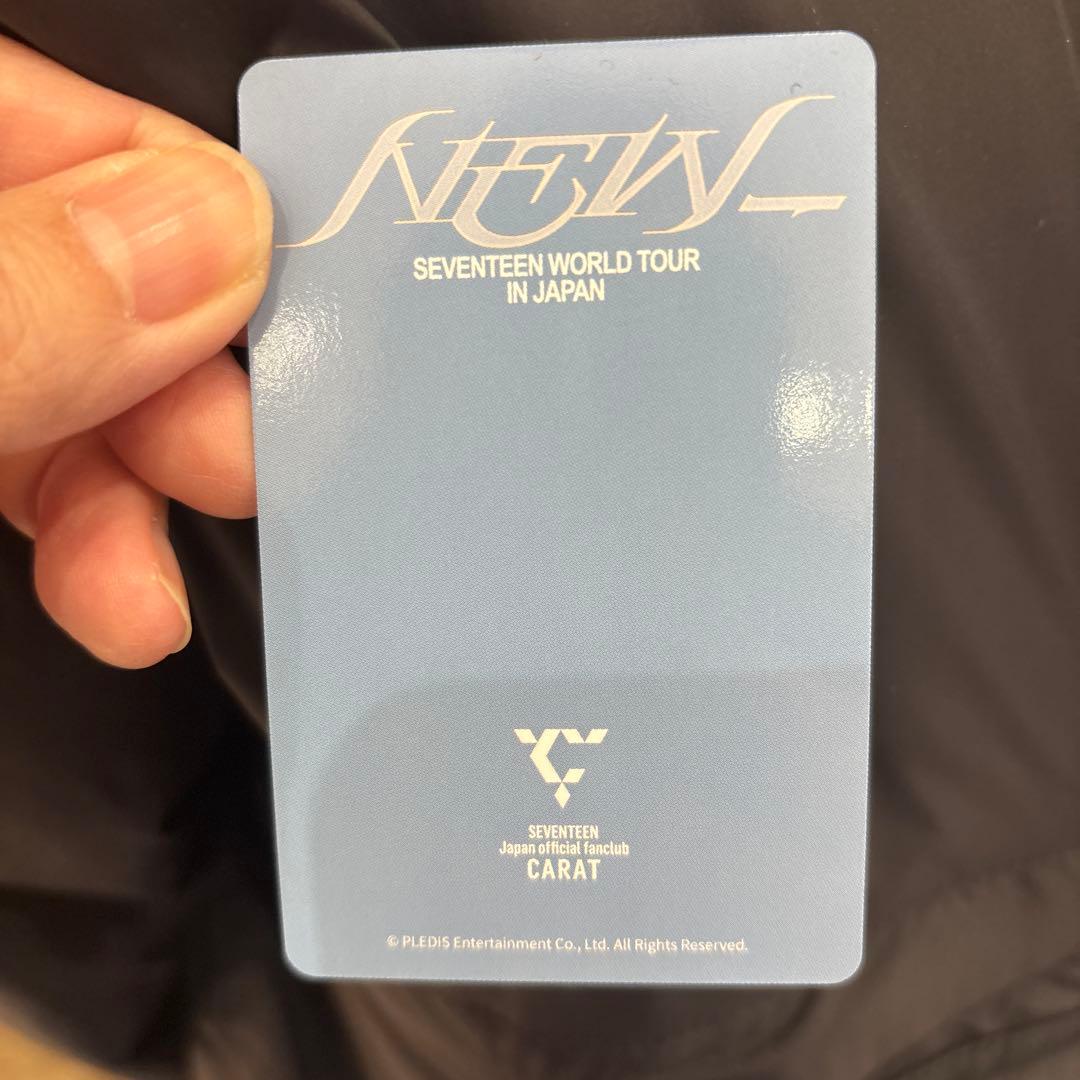 NEW_
SEVENTEEN WORLD TOUR
IN JAPAN
SEVENTEEN
Japan official fanclub
CARAT
© PLEDIS Entertainment Co., Ltd. All Rights Reserved.